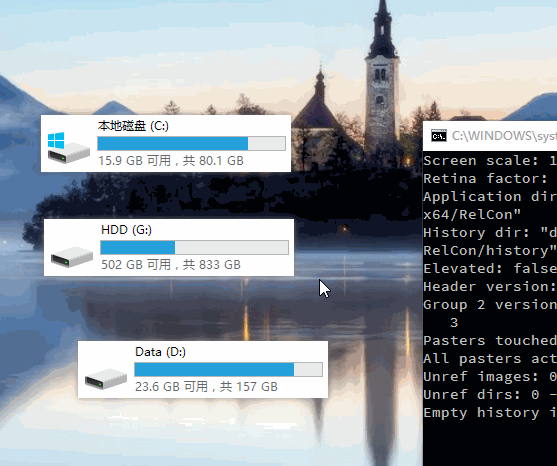 本地磁盘 (C:)
15.9 GB 可用，共 80.1 GB
HDD (G:)
502 GB 可用，共 833 GB
Data (D:)
23.6 GB 可用，共 157 GB
C:\WINDOWS\syst
Screen scale: 1
Retina factor:
Application dir
x64/RelCon"
History dir: "d
RelCon/history"
Elevated: false
Header version:
Group 2 version
3
Pasters touched
All pasters act
Unref images: 0
Unref dirs: 0 -
Empty history i